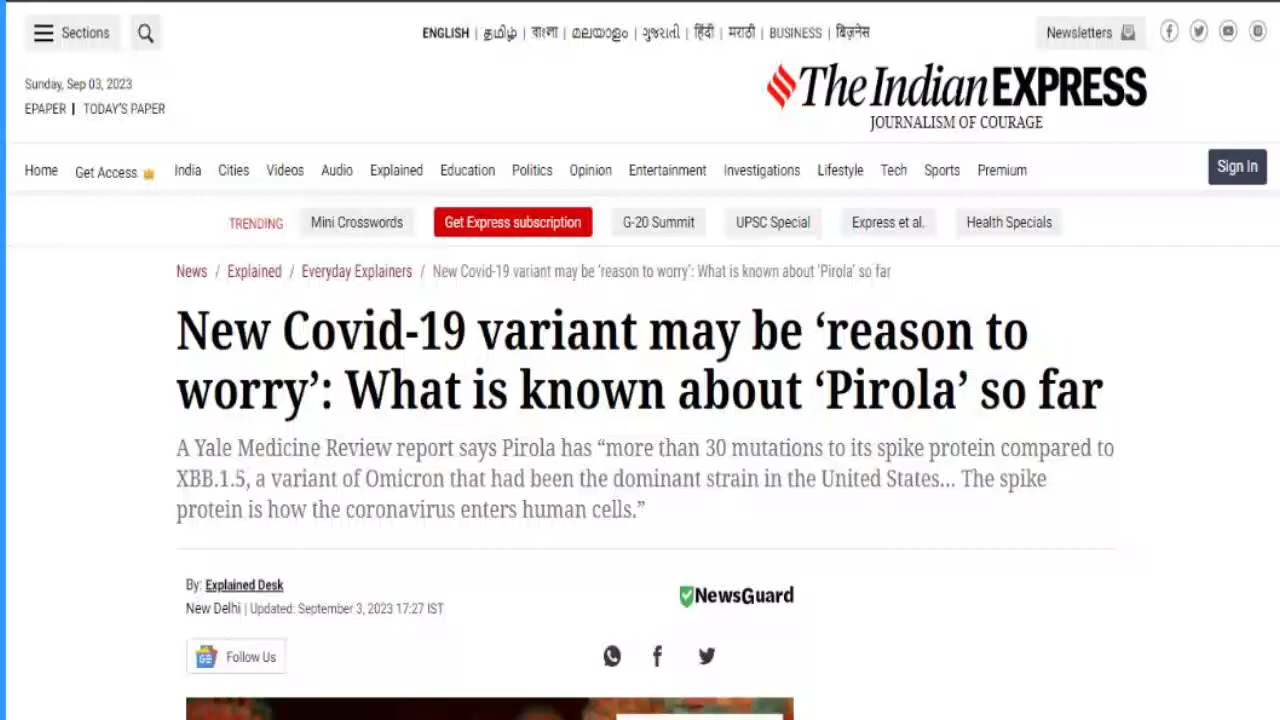 Sections
ENGLISH | தமிழ் | বাংলা | മലയാളം | ગુજરાતી | हिंदी | मराठी | BUSINESS | बिज़नेस
Newsletters
Sunday, Sep 03, 2023
EPAPER | TODAY'S PAPER
The Indian EXPRESS
JOURNALISM OF COURAGE
Home Get Access India Cities Videos Audio Explained Education Politics Opinion Entertainment Investigations Lifestyle Tech Sports Premium Sign In
TRENDING Mini Crosswords Get Express subscription G-20 Summit UPSC Special Express et al. Health Specials
News / Explained / Everyday Explainers / New Covid-19 variant may be 'reason to worry': What is known about 'Pirola' so far
New Covid-19 variant may be ‘reason to
worry’: What is known about ‘Pirola’ so far
A Yale Medicine Review report says Pirola has “more than 30 mutations to its spike protein compared to
XBB.1.5, a variant of Omicron that had been the dominant strain in the United States... The spike
protein is how the coronavirus enters human cells.”
By: Explained Desk
NewsGuard
New Delhi | Updated: September 3, 2023 17:27 IST
Follow Us